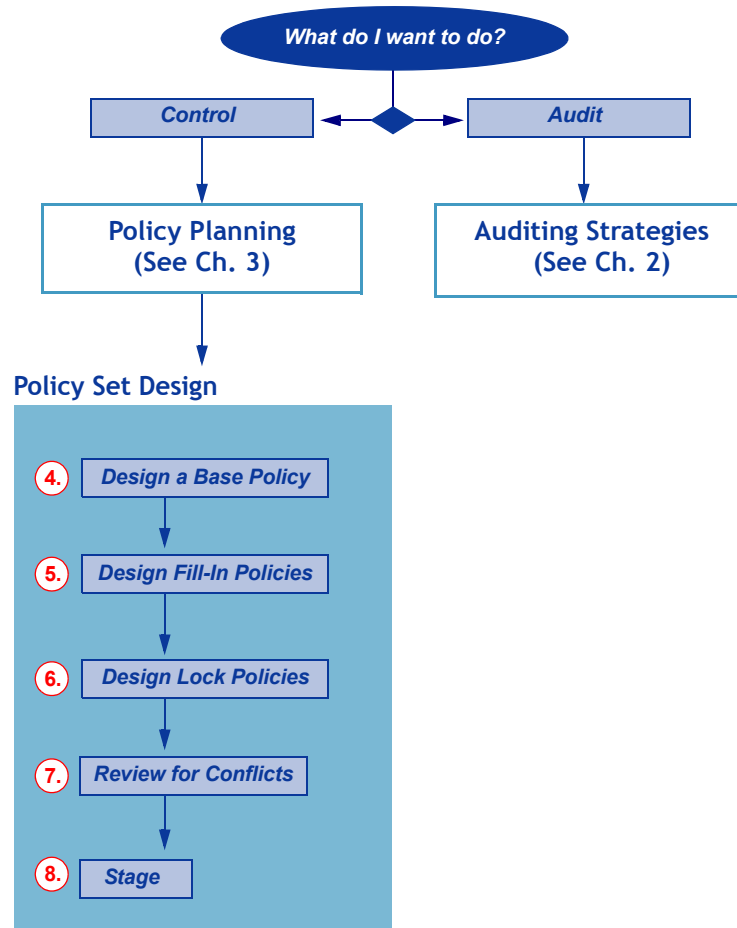 What do I want to do?
Control
Audit
Policy Planning
(See Ch. 3)
Auditing Strategies
(See Ch. 2)
Policy Set Design
4. Design a Base Policy
5. Design Fill-In Policies
6. Design Lock Policies
7. Review for Conflicts
8. Stage